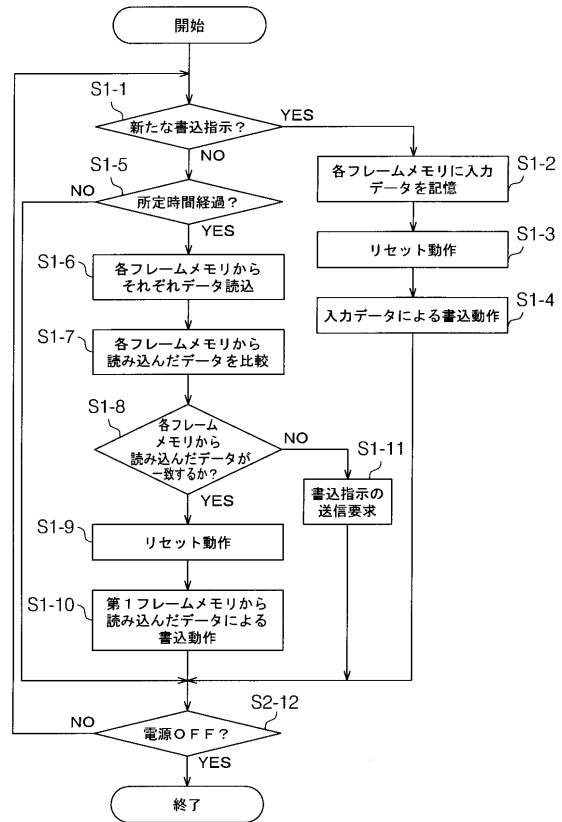 開始
S1-1
新たな書込指示？
YES
NO
各フレームメモリに入力
データを記憶
S1-2
S1-5
NO
所定時間経過？
YES
リセット動作
S1-3
S1-6
各フレームメモリから
それぞれデータ読込
入力データによる書込動作
S1-4
S1-7
各フレームメモリから
読み込んだデータを比較
S1-8
各フレーム
メモリから
読み込んだデータが
一致するか？
NO
YES
S1-11
書込指示の
送信要求
S1-9
リセット動作
S1-10
第１フレームメモリから
読み込んだデータによる
書込動作
S2-12
NO
電源ＯＦＦ？
YES
終了